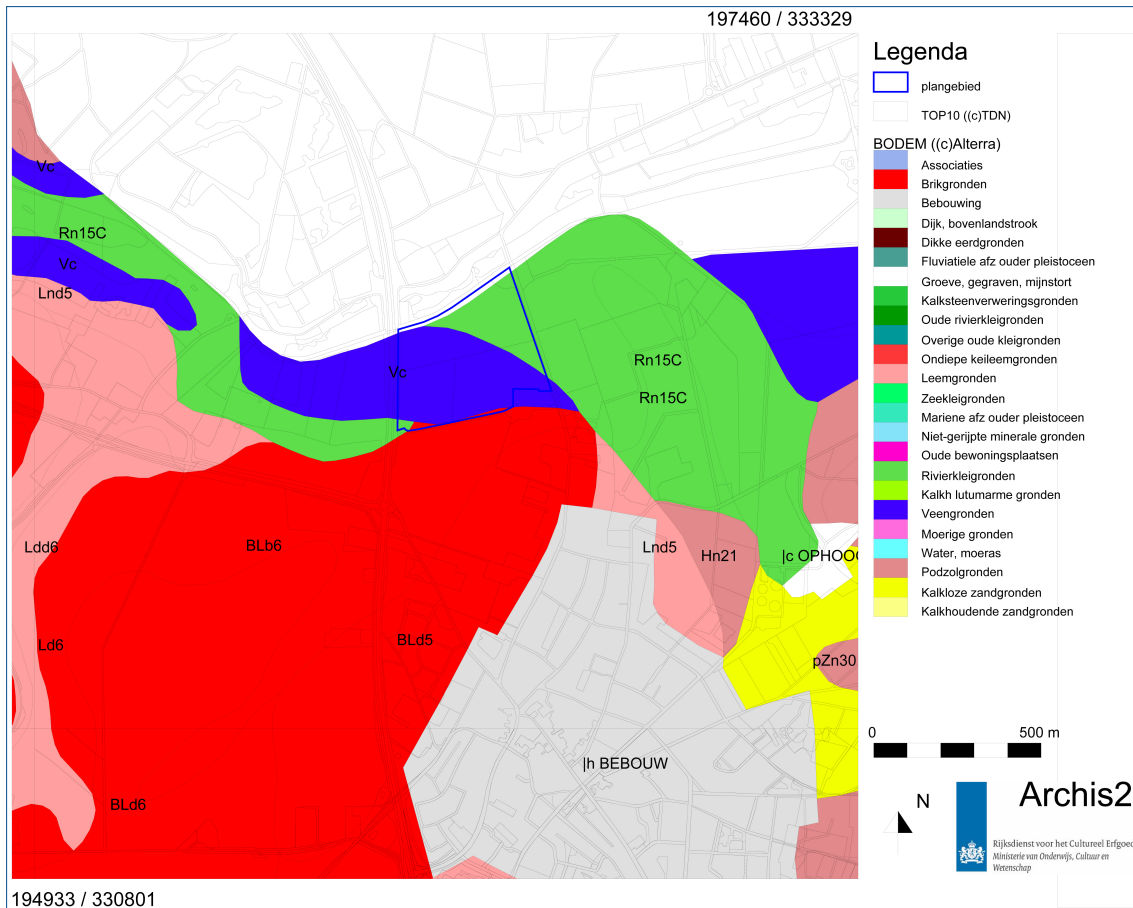 197460 / 333329
Legenda
plangebied
TOP10 ((c)TDN)
BODEM ((c)Alterra)
Associaties
Brikgronden
Bebouwing
Dijk, bovenlandstrook
Dikke eerdgronden
Fluviatiele afz ouder pleistoceen
Groeve, gegraven, mijnstort
Kalksteenverweringsgronden
Oude rivierkleigronden
Overige oude kleigronden
Ondiepe keileemgronden
Leemgronden
Zeekleigronden
Mariene afz ouder pleistoceen
Niet-gerijpte minerale gronden
Oude bewoningsplaatsen
Rivierkleigronden
Kalkh lutumarme gronden
Veengronden
Moerige gronden
Water, moeras
Podzolgronden
Kalkloze zandgronden
Kalkhoudende zandgronden
Vc
Rn15C
Vc
Lnd5
Vc
Rn15C
Rn15C
Ldd6
BLb6
Lnd5
Hn21
|c OPHOOG
Ld6
BLd5
pZn30
|h BEBOUW
BLd6
0 500 m
N
Archis2
Rijksdienst voor het Cultureel Erfgoed
Ministerie van Onderwijs, Cultuur en
Wetenschap
194933 / 330801